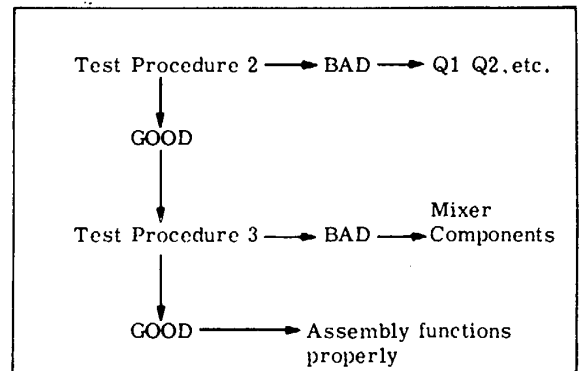 Test Procedure 2 → BAD → Q1 Q2, etc.
GOOD
Test Procedure 3 → BAD → Mixer
Components
GOOD → Assembly functions
properly